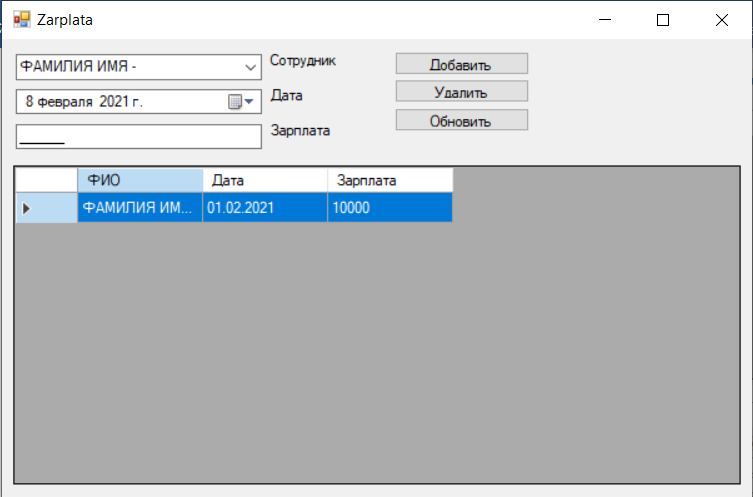 Zarplata
ФАМИЛИЯ ИМЯ -
Сотрудник
Добавить
8 февраля 2021 г.
Дата
Удалить
Зарплата
Обновить
ФИО Дата Зарплата
ФАМИЛИЯ ИМ... 01.02.2021 10000